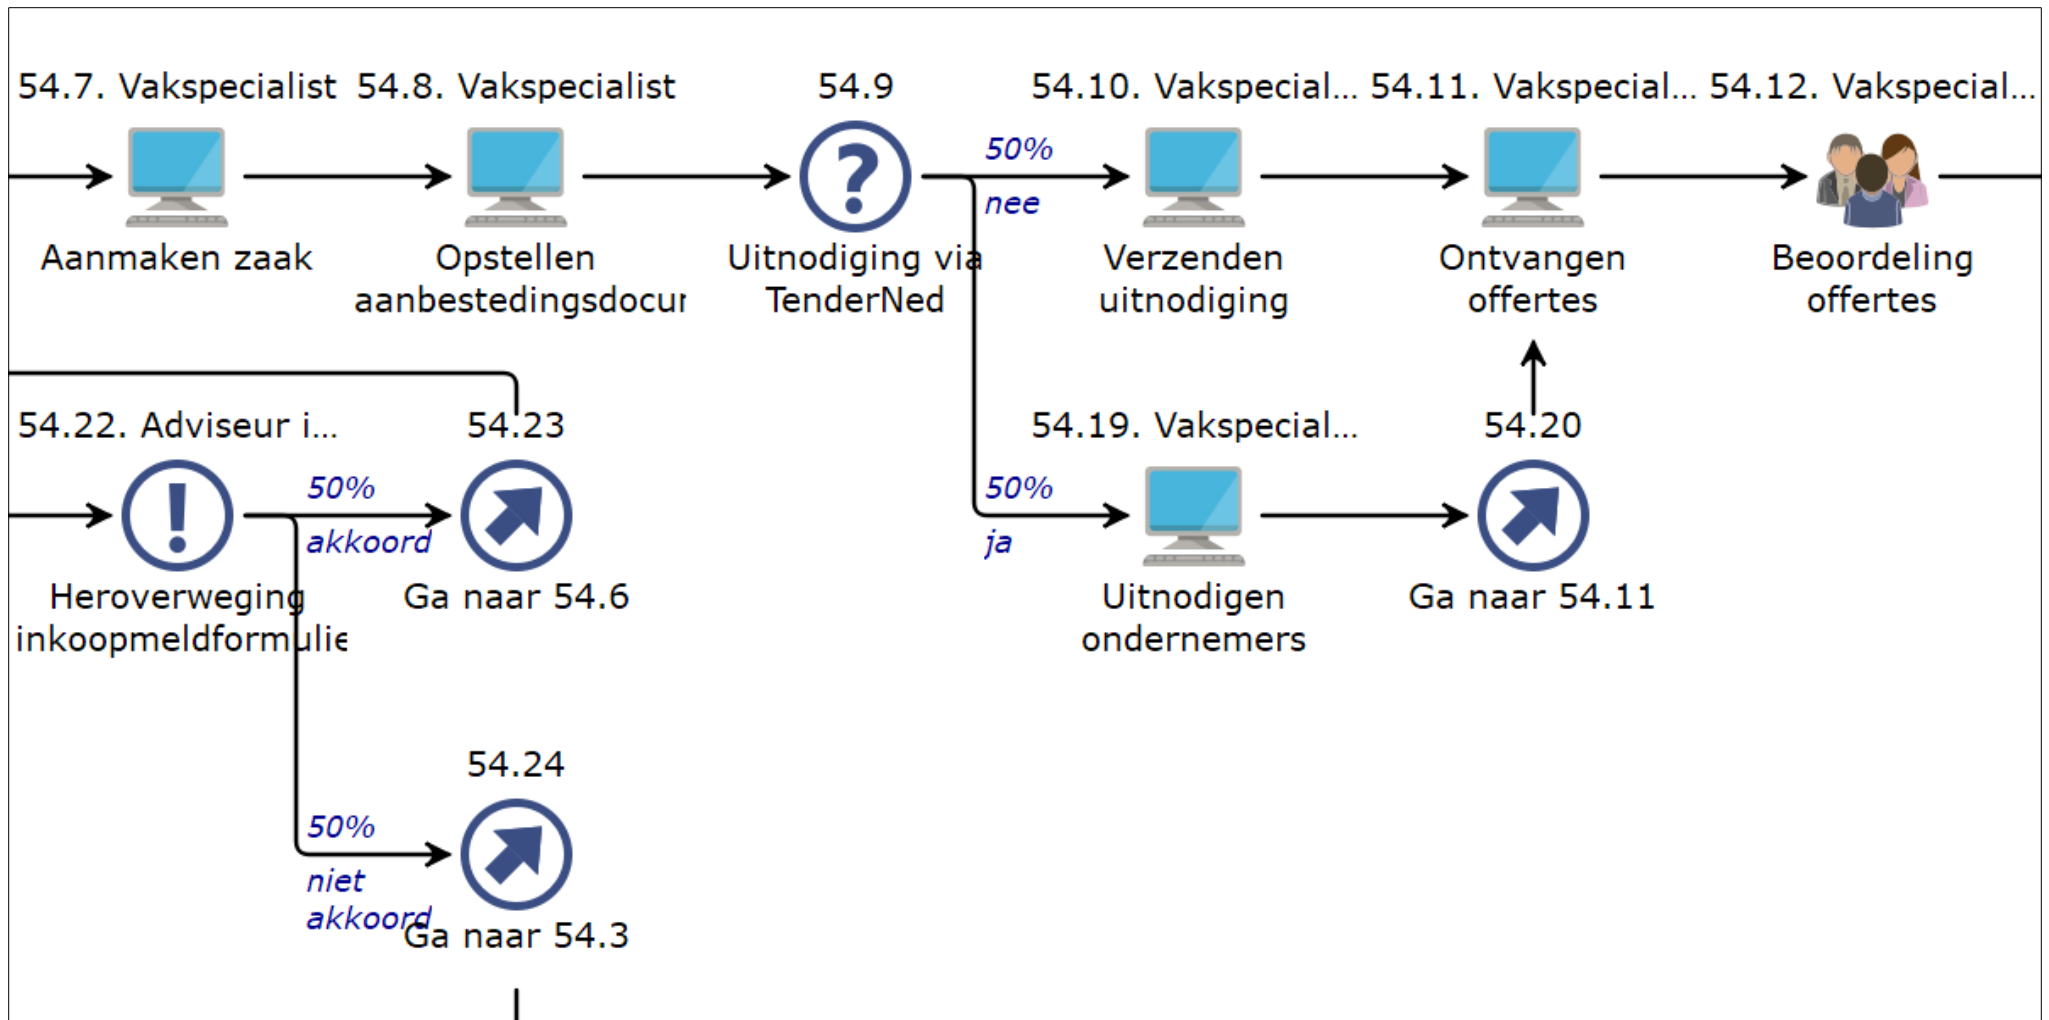 54.7. Vakspecialist
54.8. Vakspecialist
54.9
54.10. Vakspecial...
54.11. Vakspecial...
54.12. Vakspecial...
50%
nee
Aanmaken zaak
Opstellen
aanbestedingsdocur
Uitnodiging via
TenderNed
Verzenden
uitnodiging
Ontvangen
offertes
Beoordeling
offertes
54.22. Adviseur i...
54.23
54.19. Vakspecial...
54.20
50%
akkoord
50%
ja
Heroverweging
inkoopmeldformulie
Ga naar 54.6
Uitnodigen
ondernemers
Ga naar 54.11
54.24
50%
niet
akkoord
Ga naar 54.3